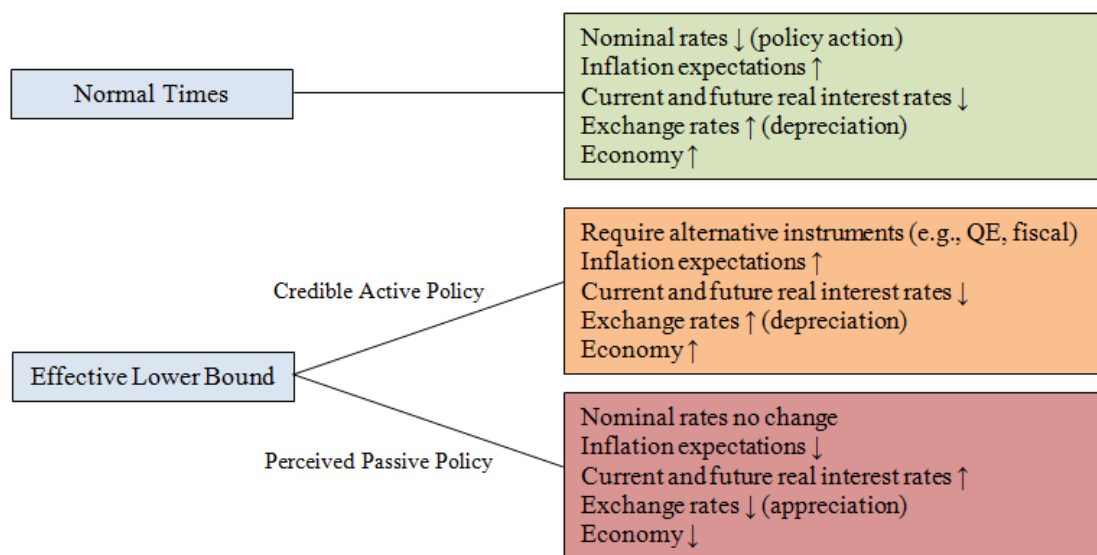 Normal Times
Nominal rates ↓ (policy action)
Inflation expectations ↑
Current and future real interest rates ↓
Exchange rates ↑ (depreciation)
Economy ↑
Effective Lower Bound
Credible Active Policy
Require alternative instruments (e.g., QE, fiscal)
Inflation expectations ↑
Current and future real interest rates ↓
Exchange rates ↑ (depreciation)
Economy ↑
Perceived Passive Policy
Nominal rates no change
Inflation expectations ↓
Current and future real interest rates ↑
Exchange rates ↓ (appreciation)
Economy ↓